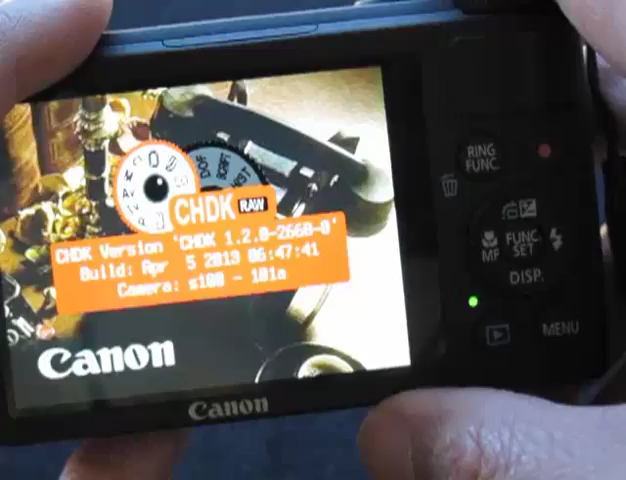 RING
FUNC.
CHDK RAW
CHDK Version 'CHDK 1.2.0-2660-0'
Build: Apr 5 2013 06:47:41
Camera: s100 - 101a
MF
FUNC.
SET
DISP.
Canon
MENU
Canon